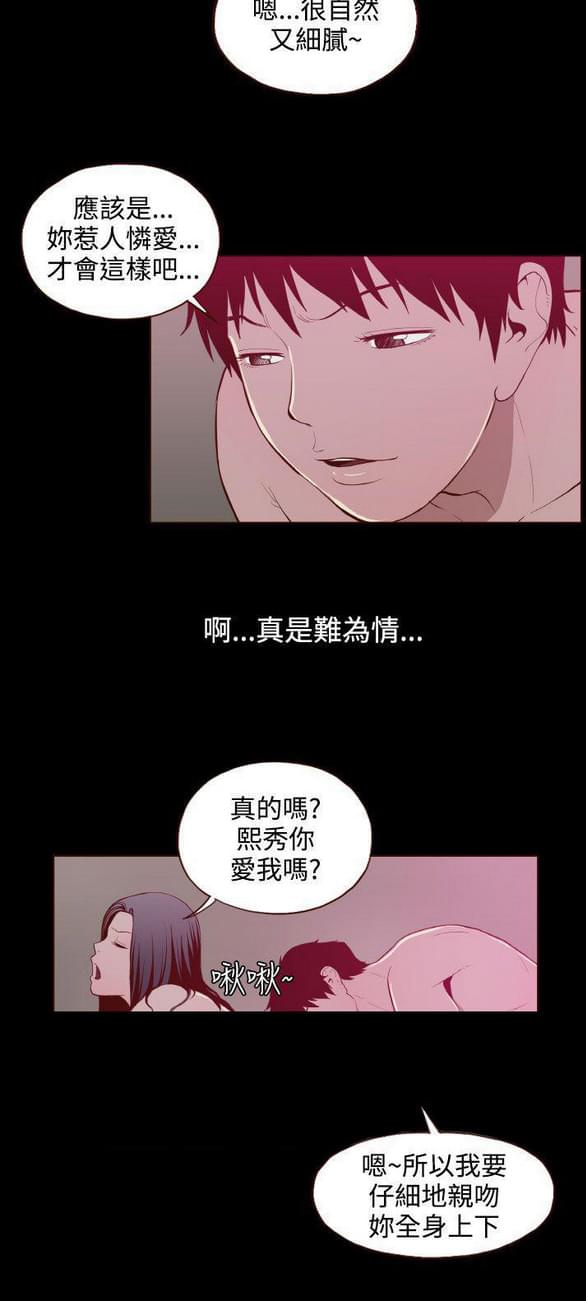 嗯...很自然
又細膩~
應該是...
妳惹人憐愛...
才會這樣吧...
啊...真是難為情...
真的嗎?
熙秀你
愛我嗎?
啾啾~
嗯~所以我要
仔細地親吻
妳全身上下